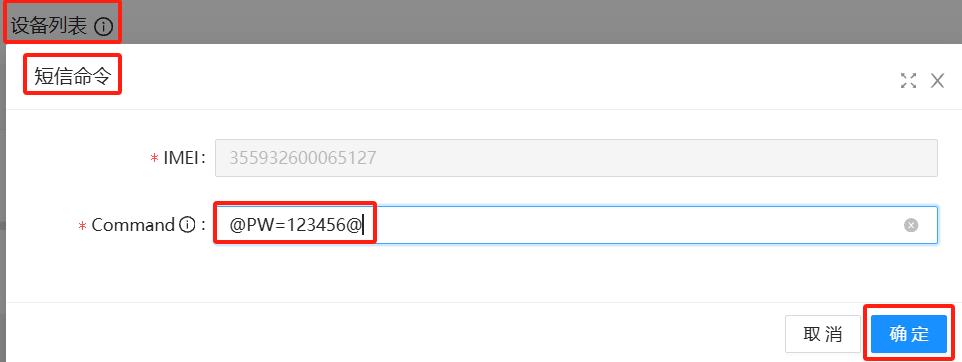 设备列表
短信命令
* IMEI: 355932600065127
* Command : @PW=123456@
取 消 确 定